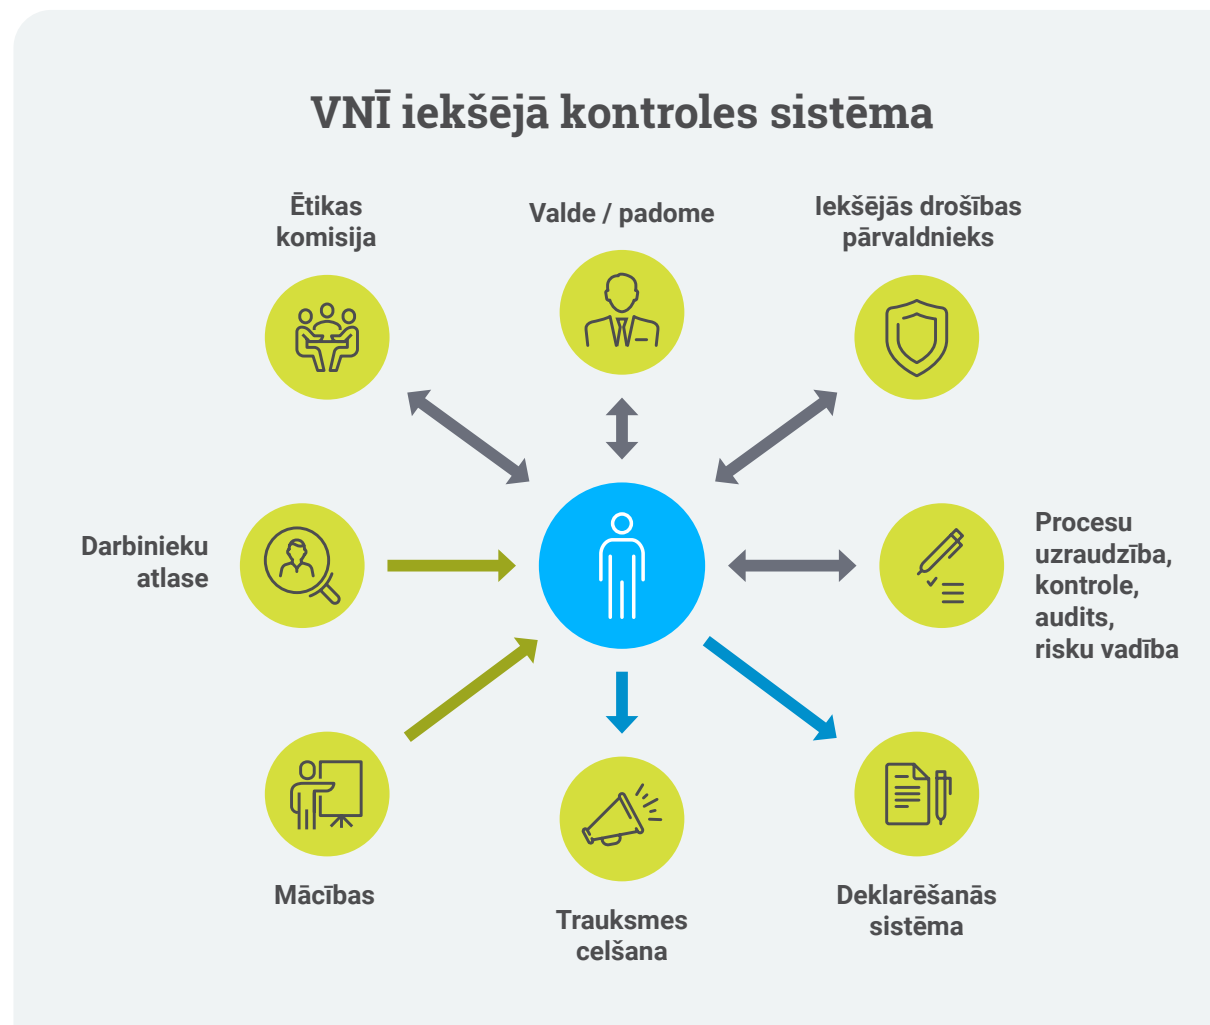 VNĪ iekšējā kontroles sistēma
Ētikas
komisija
Valde / padome
Iekšējās drošības
pārvaldnieks
Darbinieku
atlase
Procesu
uzraudzība,
kontrole,
audits,
risku vadība
Mācības
Trauksmes
celšana
Deklarēšanās
sistēma